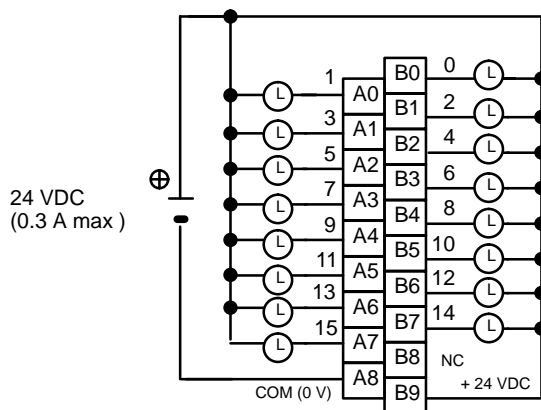 1 L A0 B0 0 L
3 L A1 B1 2 L
5 L A2 B2 4 L
7 L A3 B3 6 L
9 L A4 B4 8 L
11 L A5 B5 10 L
13 L A6 B6 12 L
15 L A7 B7 14 L
A8 B8 NC
COM (0 V) B9 + 24 VDC
24 VDC
(0.3 A max )